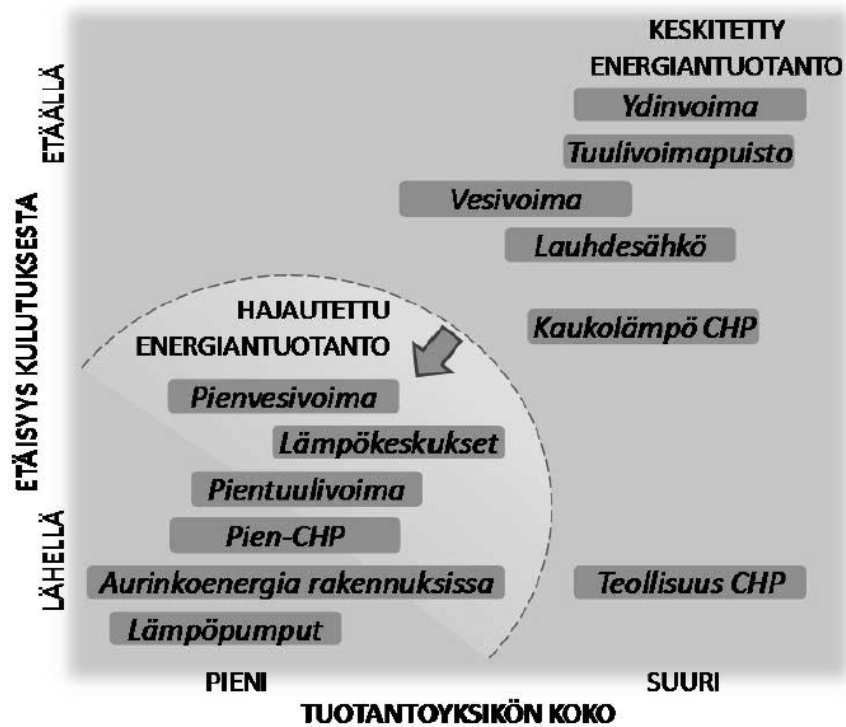 KESKITETTY
ENERGIANTUOTANTO
Ydinvoima
Tuulivoimapuisto
Vesivoima
Lauhdesähkö
Kaukolämpö CHP
HAJAUTETTU
ENERGIANTUOTANTO
Pienvesivoima
Lämpökeskukset
Pientuulivoima
Pien-CHP
Aurinkoenergia rakennuksissa
Teollisuus CHP
Lämpöpumput
ETÄÄLLÄ
ETÄISYYS KULUTUKSESTA
LÄHELLÄ
PIENI
SUURI
TUOTANTOYKSIKÖN KOKO